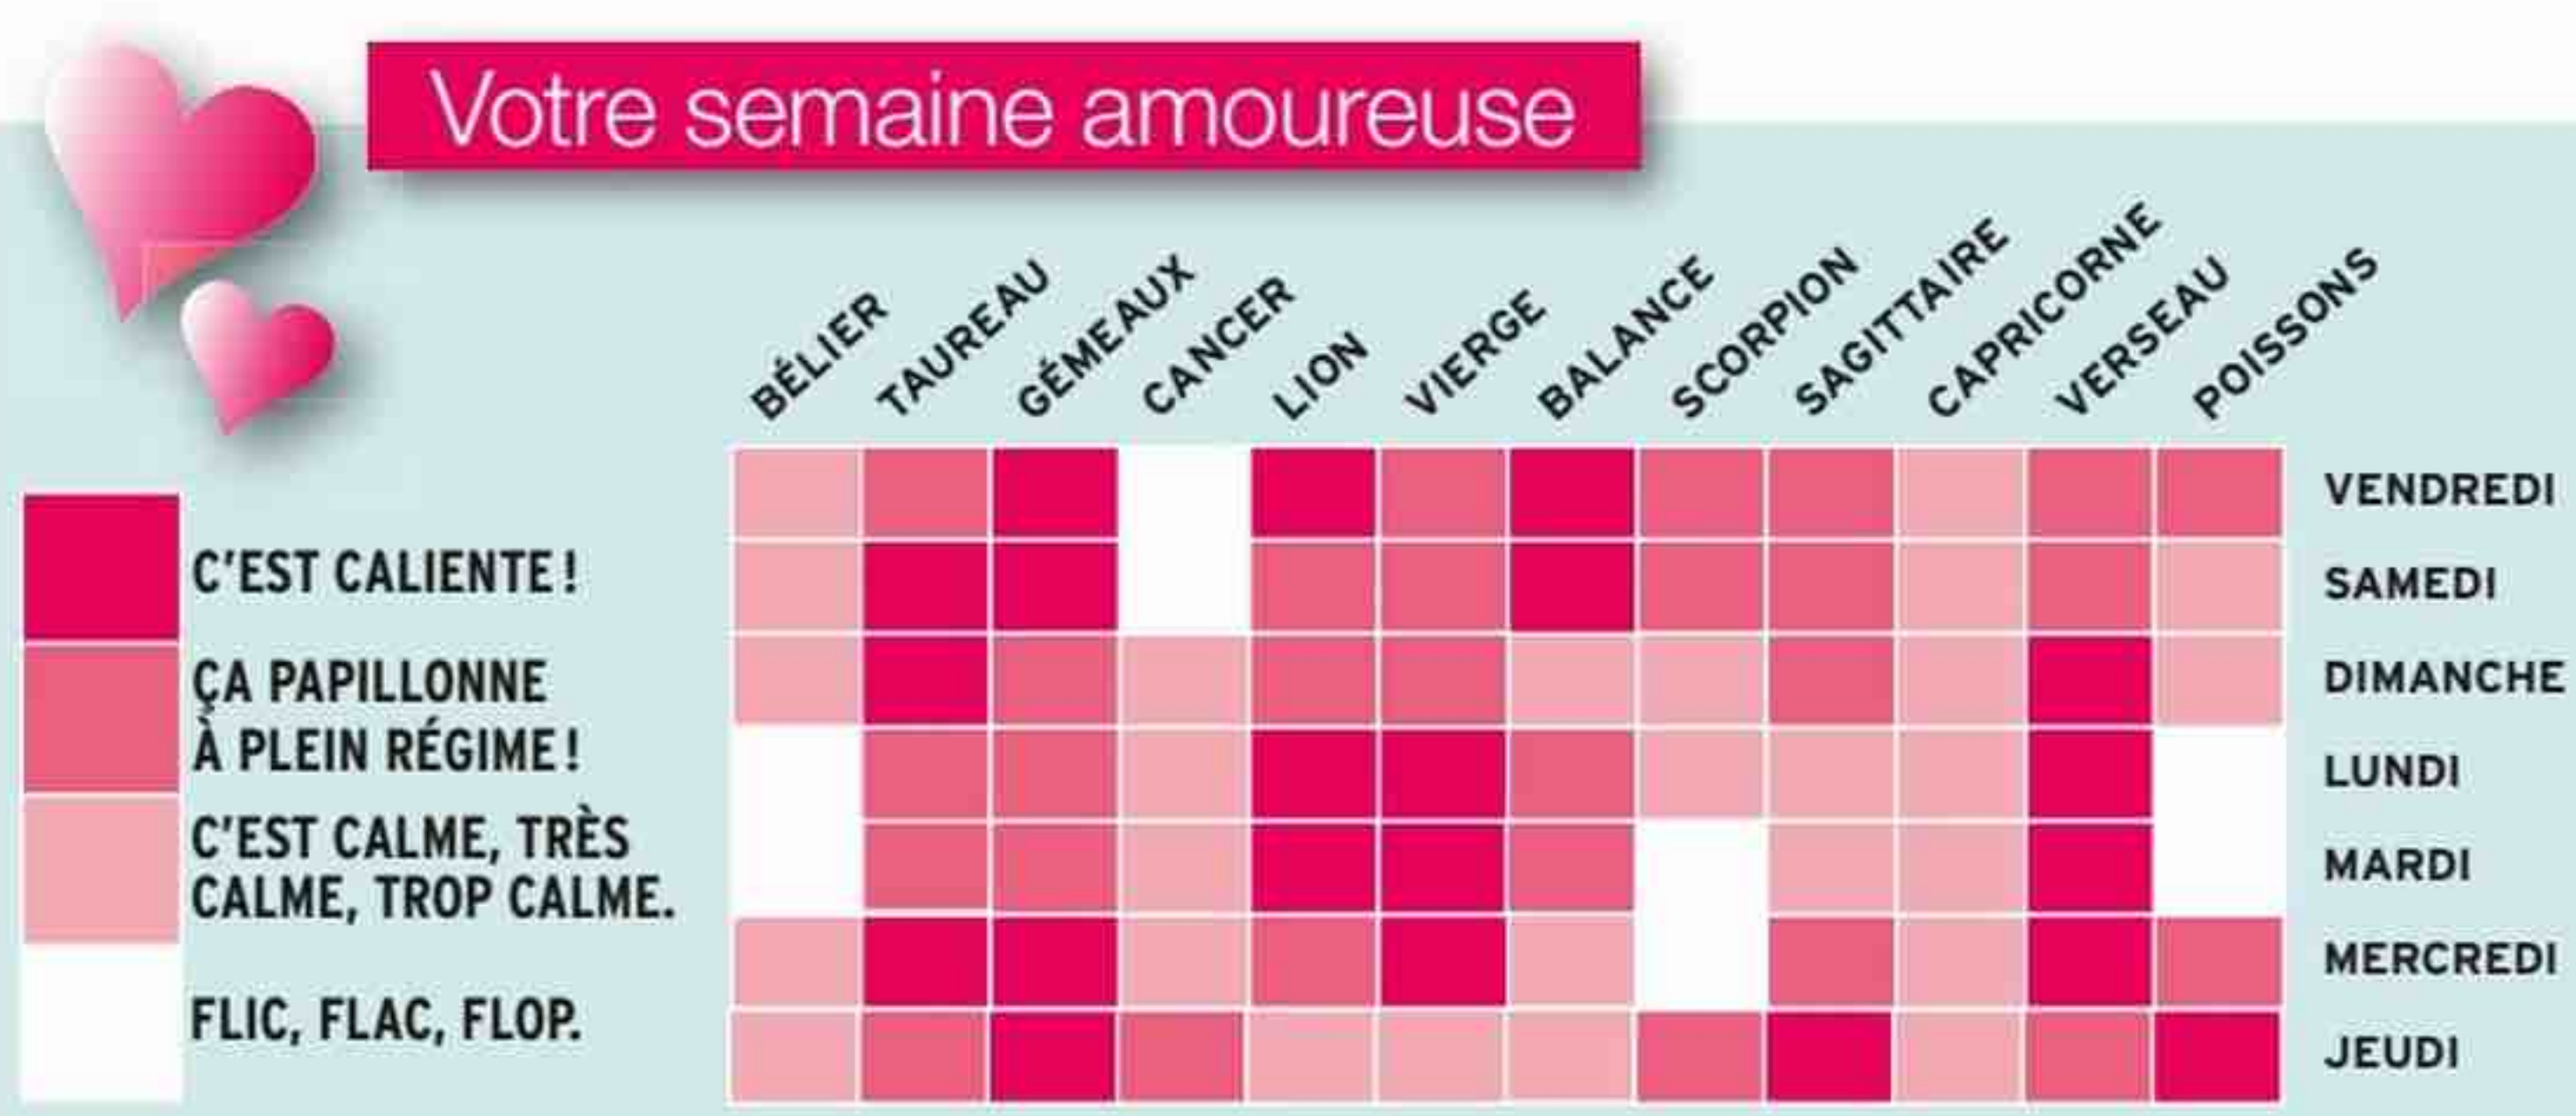 Votre semaine amoureuse
BÉLIER
TAUREAU
GÉMEAUX
CANCER
LION
VIERGE
BALANCE
SCORPION
SAGITTAIRE
CAPRICORNE
VERSEAU
POISSONS
C'EST CALIENTE !
ÇA PAPILLONNE
À PLEIN RÉGIME !
C'EST CALME, TRÈS
CALME, TROP CALME.
FLIC, FLAC, FLOP.
VENDREDI
SAMEDI
DIMANCHE
LUNDI
MARDI
MERCREDI
JEUDI